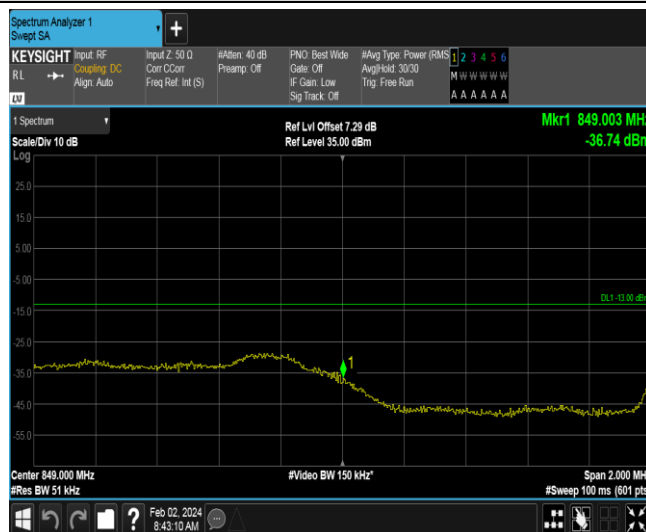 Spectrum Analyzer 1
Swept SA
KEYSIGHT
RL
LXI
Input: RF
Coupling: DC
Align: Auto
Input Z: 50 Ω
Corr CCorr
Freq Ref: Int (S)
#Atten: 40 dB
Preamp: Off
PNO: Best Wide
Gate: Off
IF Gain: Low
Sig Track: Off
#Avg Type: Power (RMS
Avg|Hold: 30/30
Trig: Free Run
1 2 3 4 5 6
M W W W W W
A A A A A A
1 Spectrum
Scale/Div 10 dB
Ref Lvl Offset 7.29 dB
Ref Level 35.00 dBm
Mkr1 849.003 MHz
-36.74 dBm
Log
25.0
15.0
5.00
-5.00
DL1 -13.00 dBm
-15.0
-25.0
1
-35.0
-45.0
-55.0
Center 849.000 MHz
#Res BW 51 kHz
#Video BW 150 kHz*
Span 2.000 MHz
#Sweep 100 ms (601 pts
?
Feb 02, 2024
8:43:10 AM